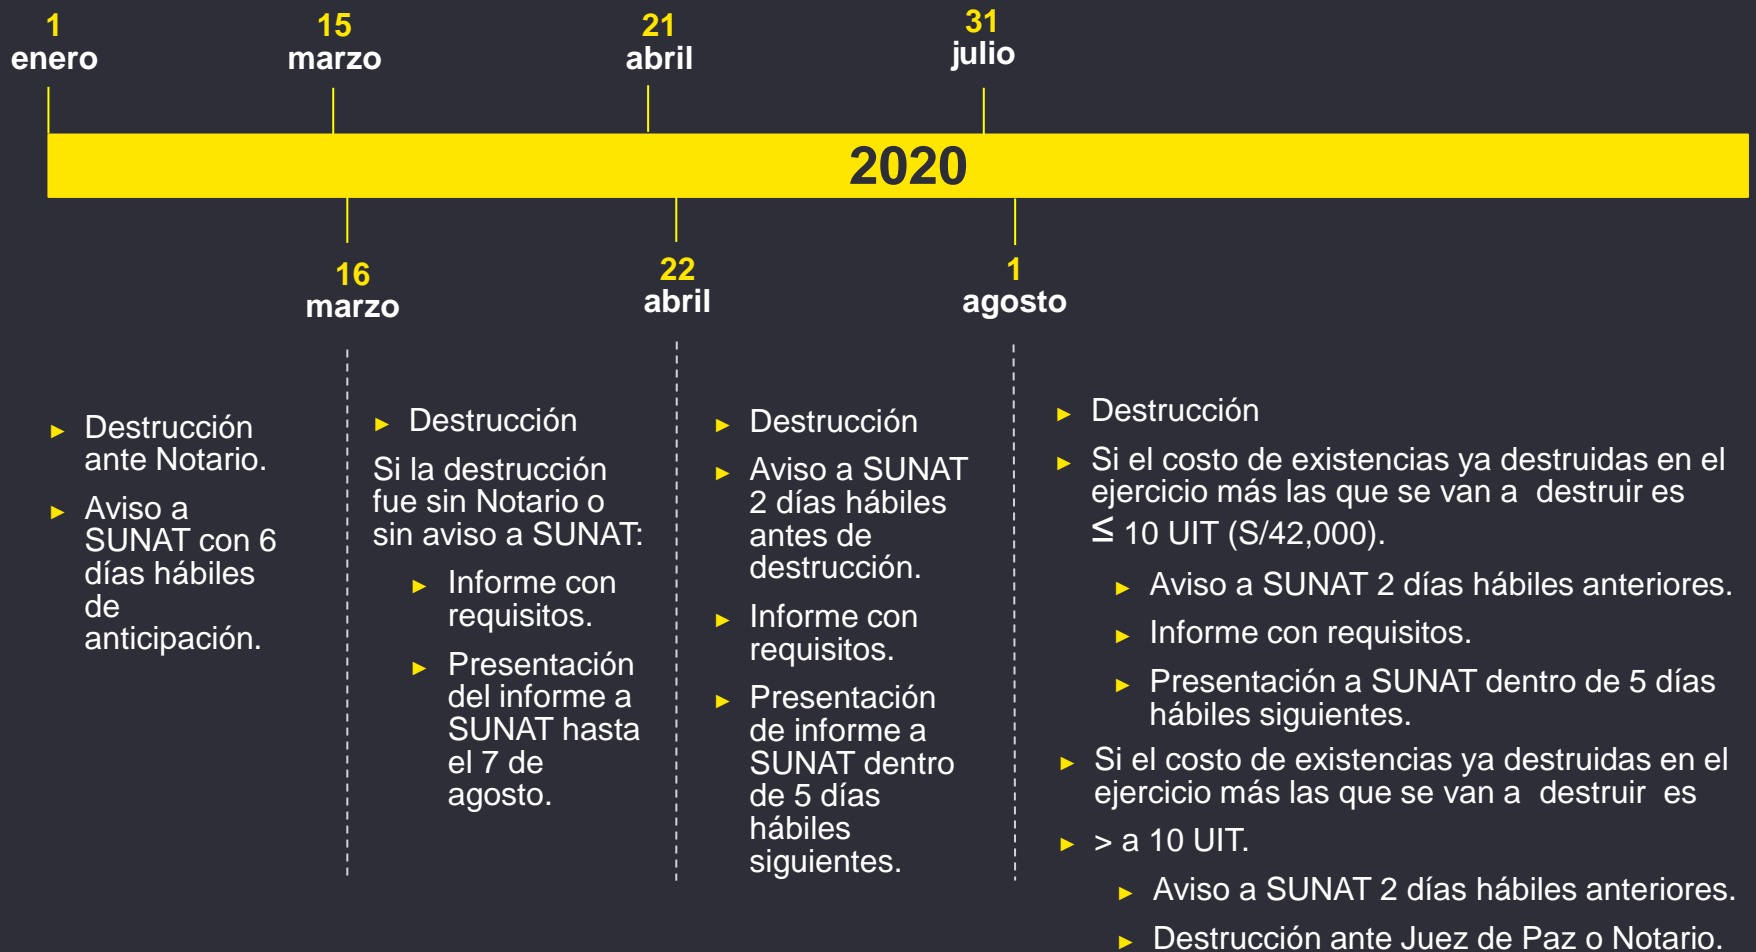 1
enero
15
marzo
21
abril
31
julio
2020
16
marzo
22
abril
1
agosto
► Destrucción
ante Notario.
► Aviso a
SUNAT con 6
días hábiles
de
anticipación.
► Destrucción
Si la destrucción
fue sin Notario o
sin aviso a SUNAT:
► Informe con
requisitos.
► Presentación
del informe a
SUNAT hasta
el 7 de
agosto.
► Destrucción
► Aviso a SUNAT
2 días hábiles
antes de
destrucción.
► Informe con
requisitos.
► Presentación
de informe a
SUNAT dentro
de 5 días
hábiles
siguientes.
► Destrucción
► Si el costo de existencias ya destruidas en el
ejercicio más las que se van a destruir es
≤ 10 UIT (S/42,000).
► Aviso a SUNAT 2 días hábiles anteriores.
► Informe con requisitos.
► Presentación a SUNAT dentro de 5 días
hábiles siguientes.
► Si el costo de existencias ya destruidas en el
ejercicio más las que se van a destruir es
► > a 10 UIT.
► Aviso a SUNAT 2 días hábiles anteriores.
► Destrucción ante Juez de Paz o Notario.